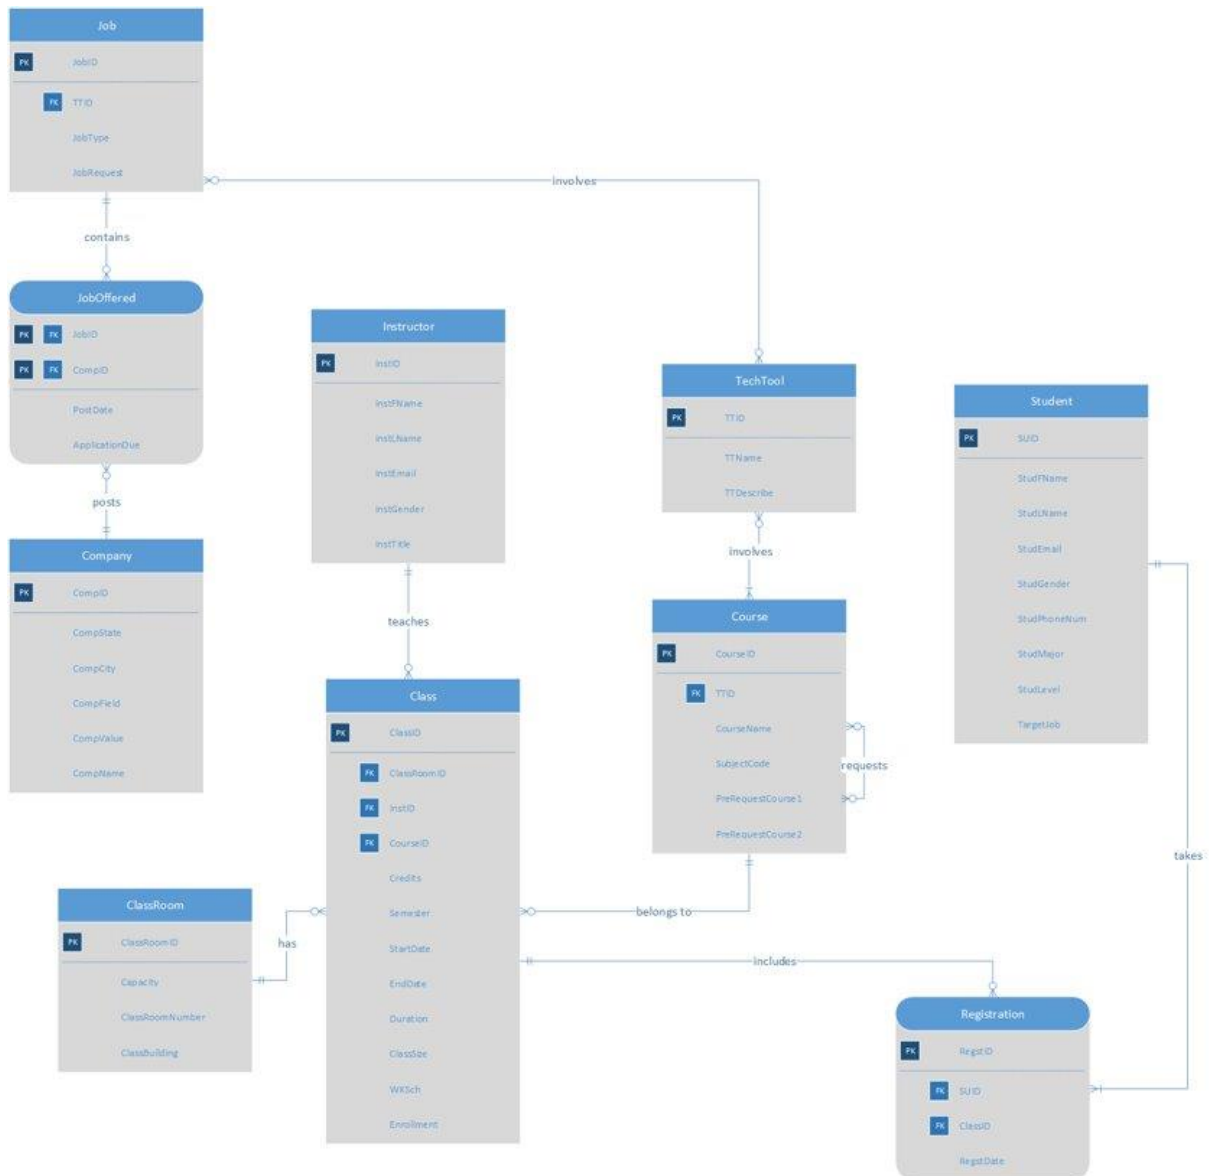 Job
PK JobID
FK TTID
JobType
JobRequest
involves
contains
JobOffered
PK FK JobID
PK FK CompID
PostDate
ApplicationDue
posts
Company
PK CompID
CompState
CompCity
CompField
CompValue
CompName
Instructor
PK InstID
InstFName
InstLName
InstEmail
InstGender
InstTitle
teaches
TechTool
PK TTID
TTName
TTDescribe
involves
Student
PK SUID
StudFName
StudLName
StudEmail
StudGender
StudPhoneNum
StudMajor
StudLevel
TargetJob
takes
Course
PK CourseID
FK TTID
CourseName
SubjectCode
PreRequestCourse1
PreRequestCourse2
requests
belongs to
Class
PK ClassID
FK ClassRoomID
FK InstID
FK CourseID
Credits
Semester
StartDate
EndDate
Duration
ClassSize
WKSch
Enrollment
has
ClassRoom
PK ClassRoomID
Capacity
ClassRoomNumber
ClassBuilding
includes
Registration
PK RegstID
FK SUID
FK ClassID
RegstDate